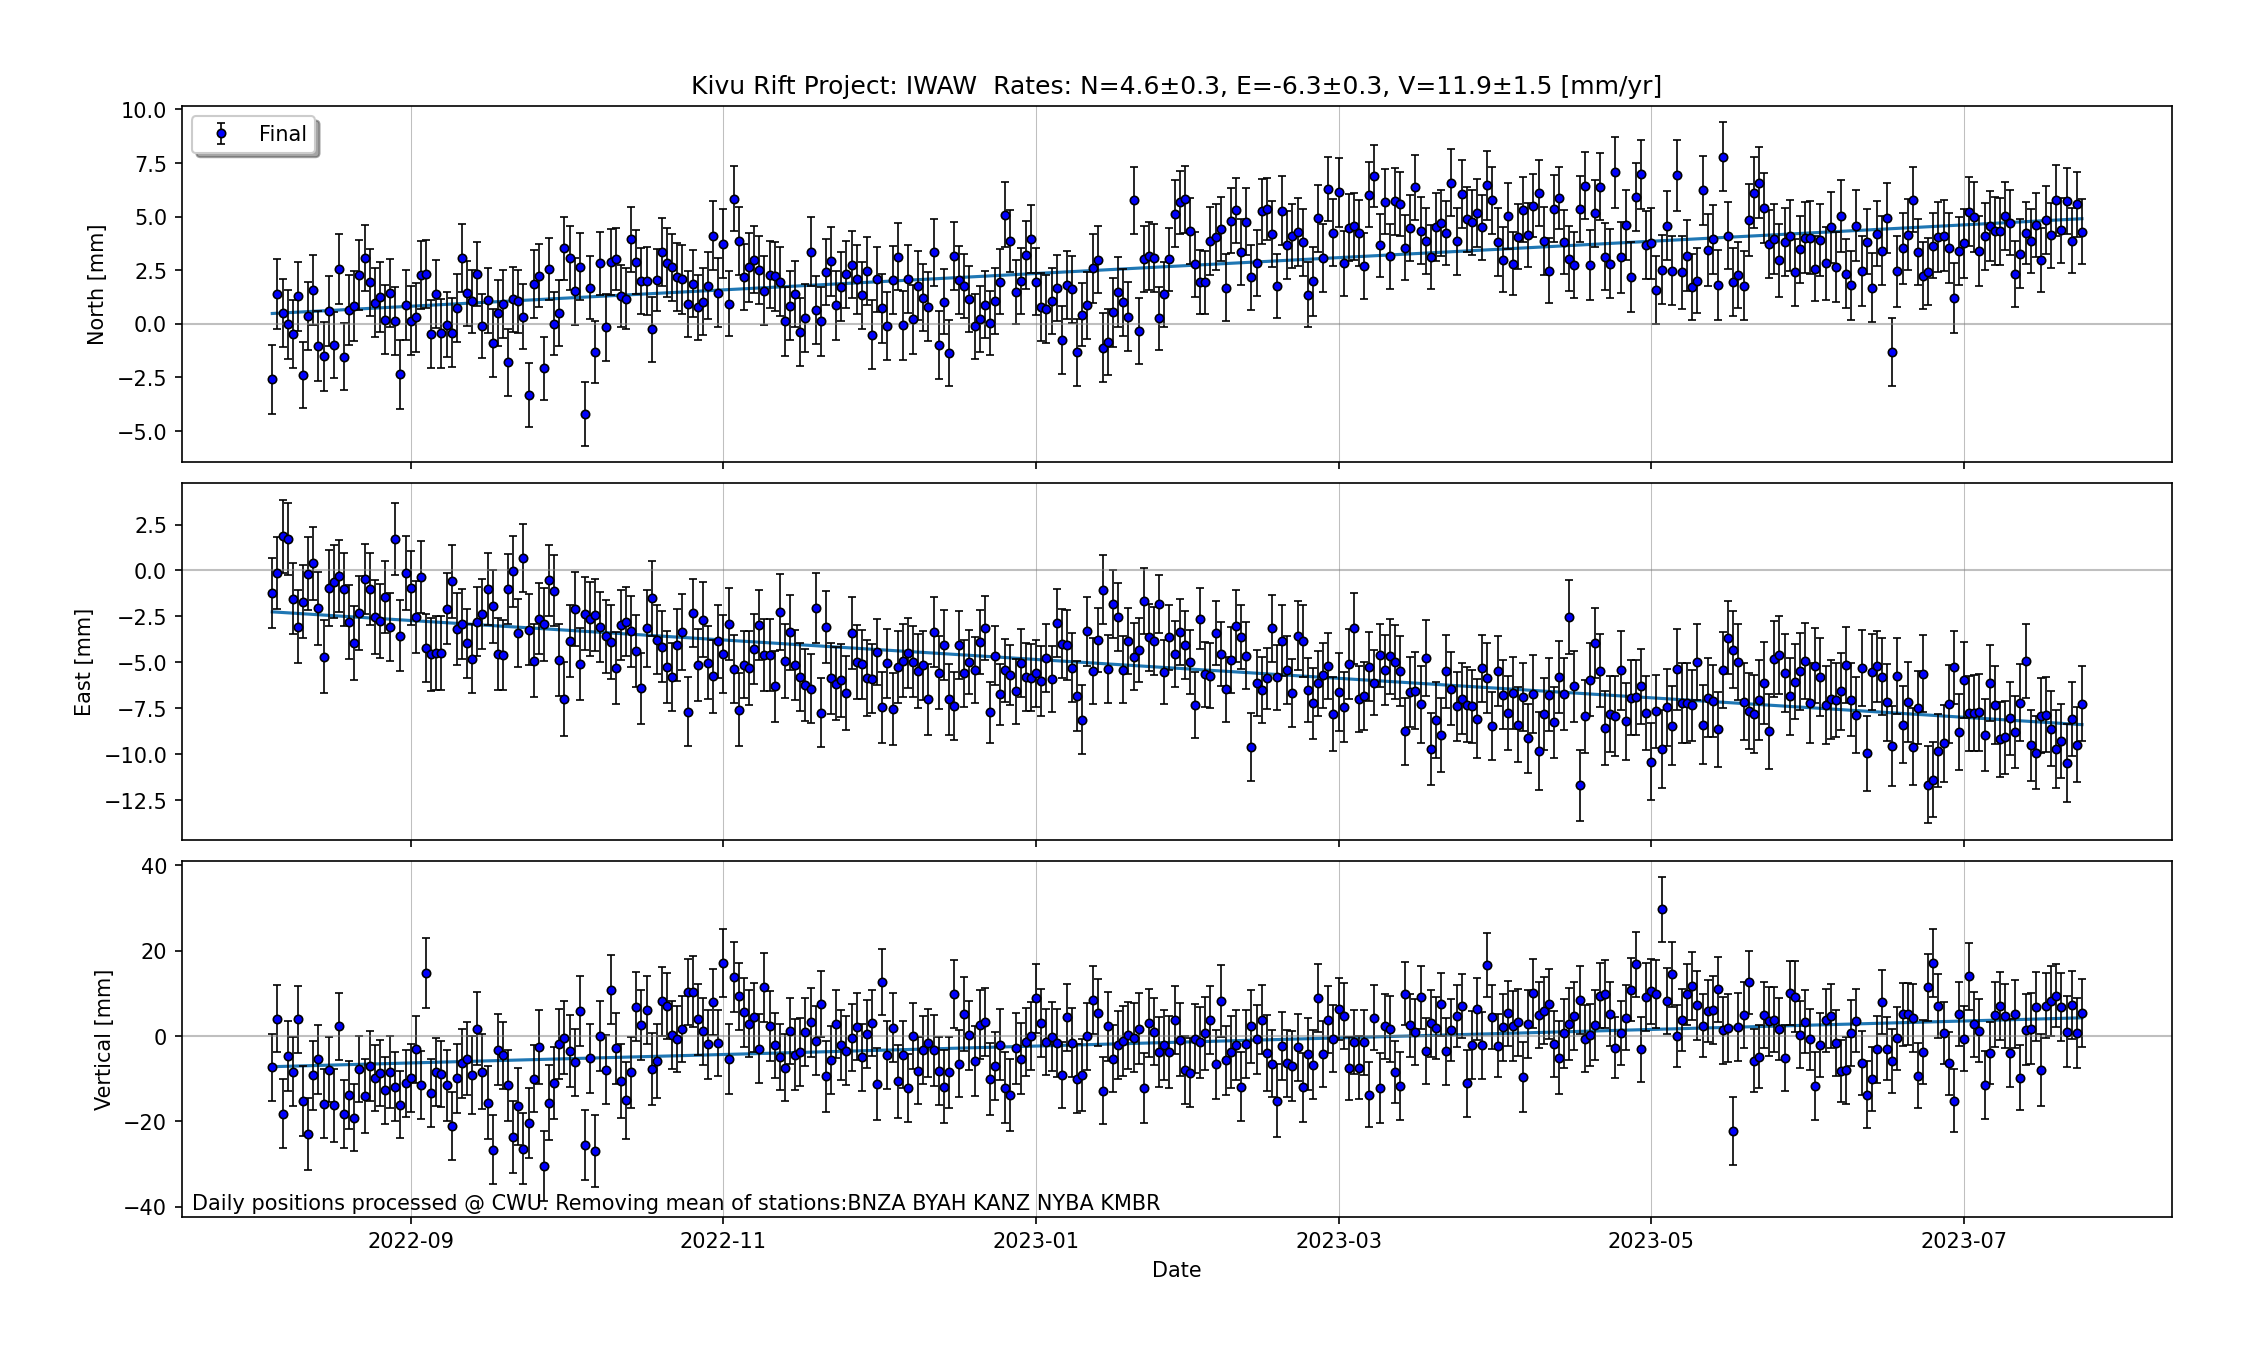 Kivu Rift Project: IWAW  Rates: N=4.6±0.3, E=-6.3±0.3, V=11.9±1.5 [mm/yr]
Final
North [mm]
10.0
7.5
5.0
2.5
0.0
−2.5
−5.0
East [mm]
2.5
0.0
−2.5
−5.0
−7.5
−10.0
−12.5
Vertical [mm]
40
20
0
−20
−40
Daily positions processed @ CWU. Removing mean of stations:BNZA BYAH KANZ NYBA KMBR
2022-09 2022-11 2023-01 2023-03 2023-05 2023-07
Date